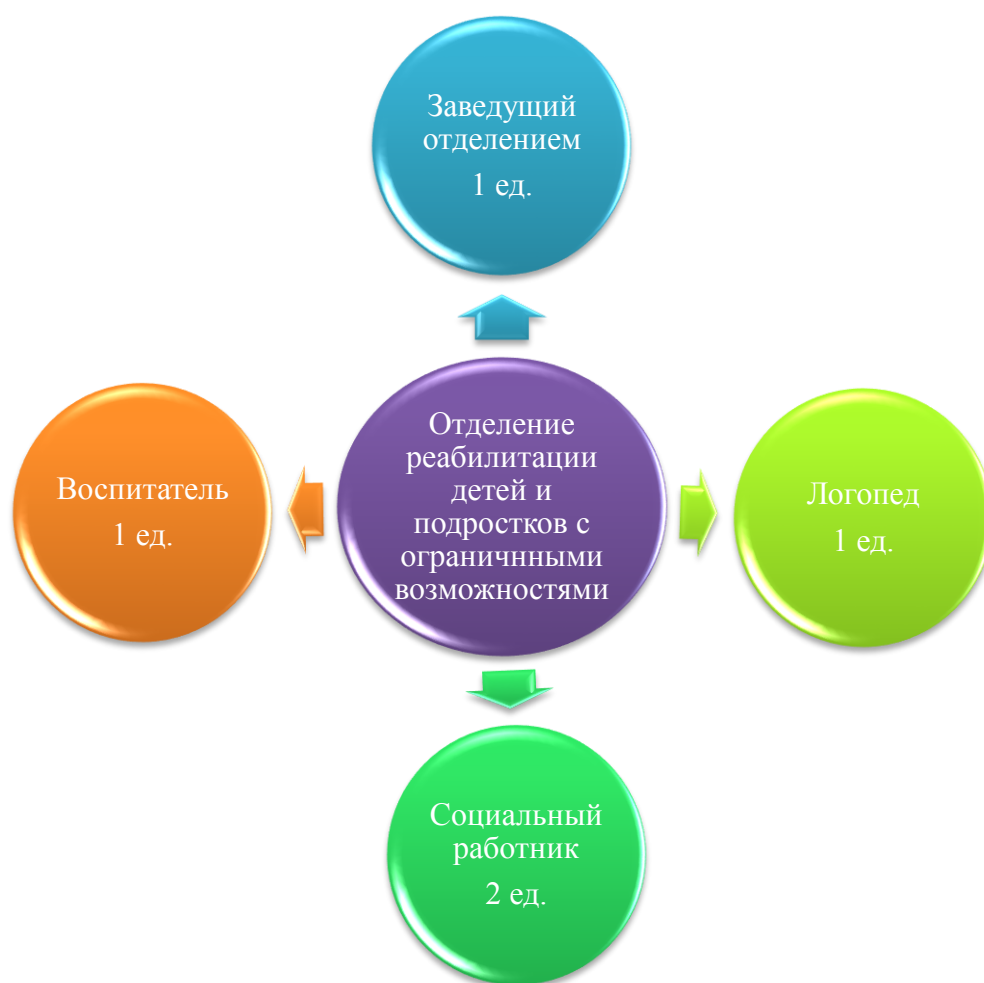 Заведущий
отделением
1 ед.
Воспитатель
1 ед.
Отделение
реабилитации
детей и
подростков с
ограничнными
возможностями
Логопед
1 ед.
Социальный
работник
2 ед.